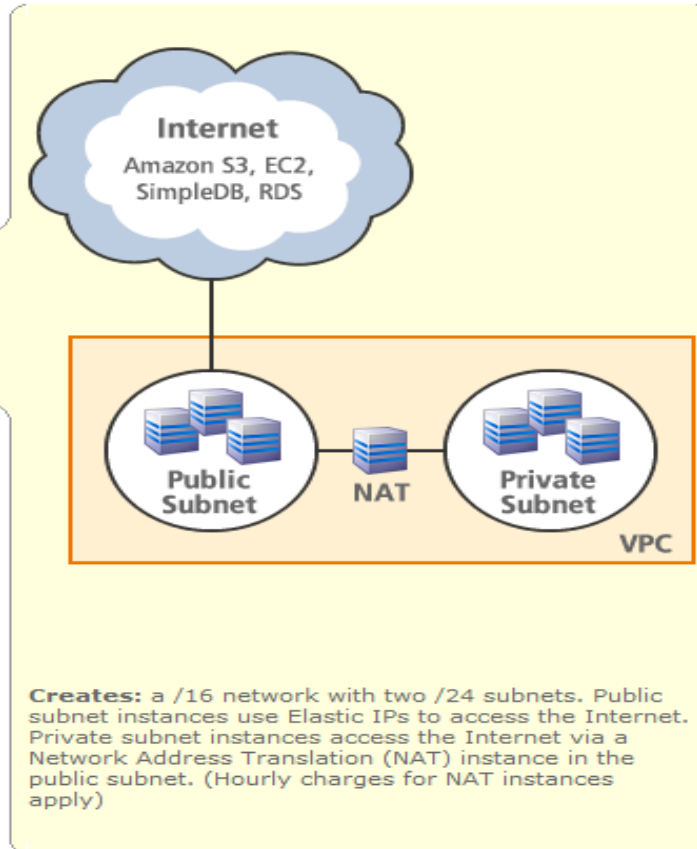 Internet
Amazon S3, EC2,
SimpleDB, RDS
Public
Subnet
NAT
Private
Subnet
VPC
Creates: a /16 network with two /24 subnets. Public
subnet instances use Elastic IPs to access the Internet.
Private subnet instances access the Internet via a
Network Address Translation (NAT) instance in the
public subnet. (Hourly charges for NAT instances
apply)